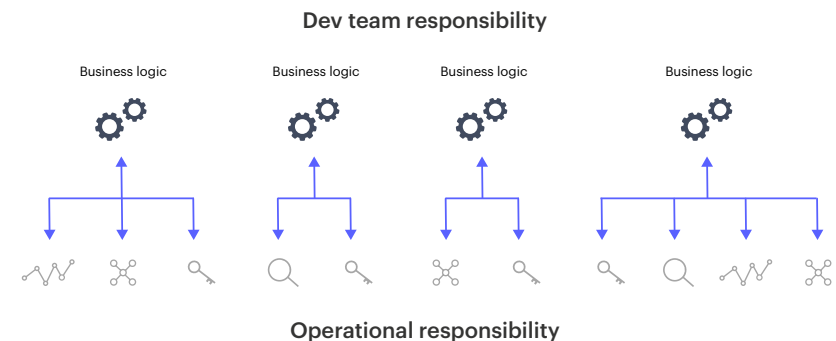 Dev team responsibility
Business logic
Business logic
Business logic
Business logic
Operational responsibility